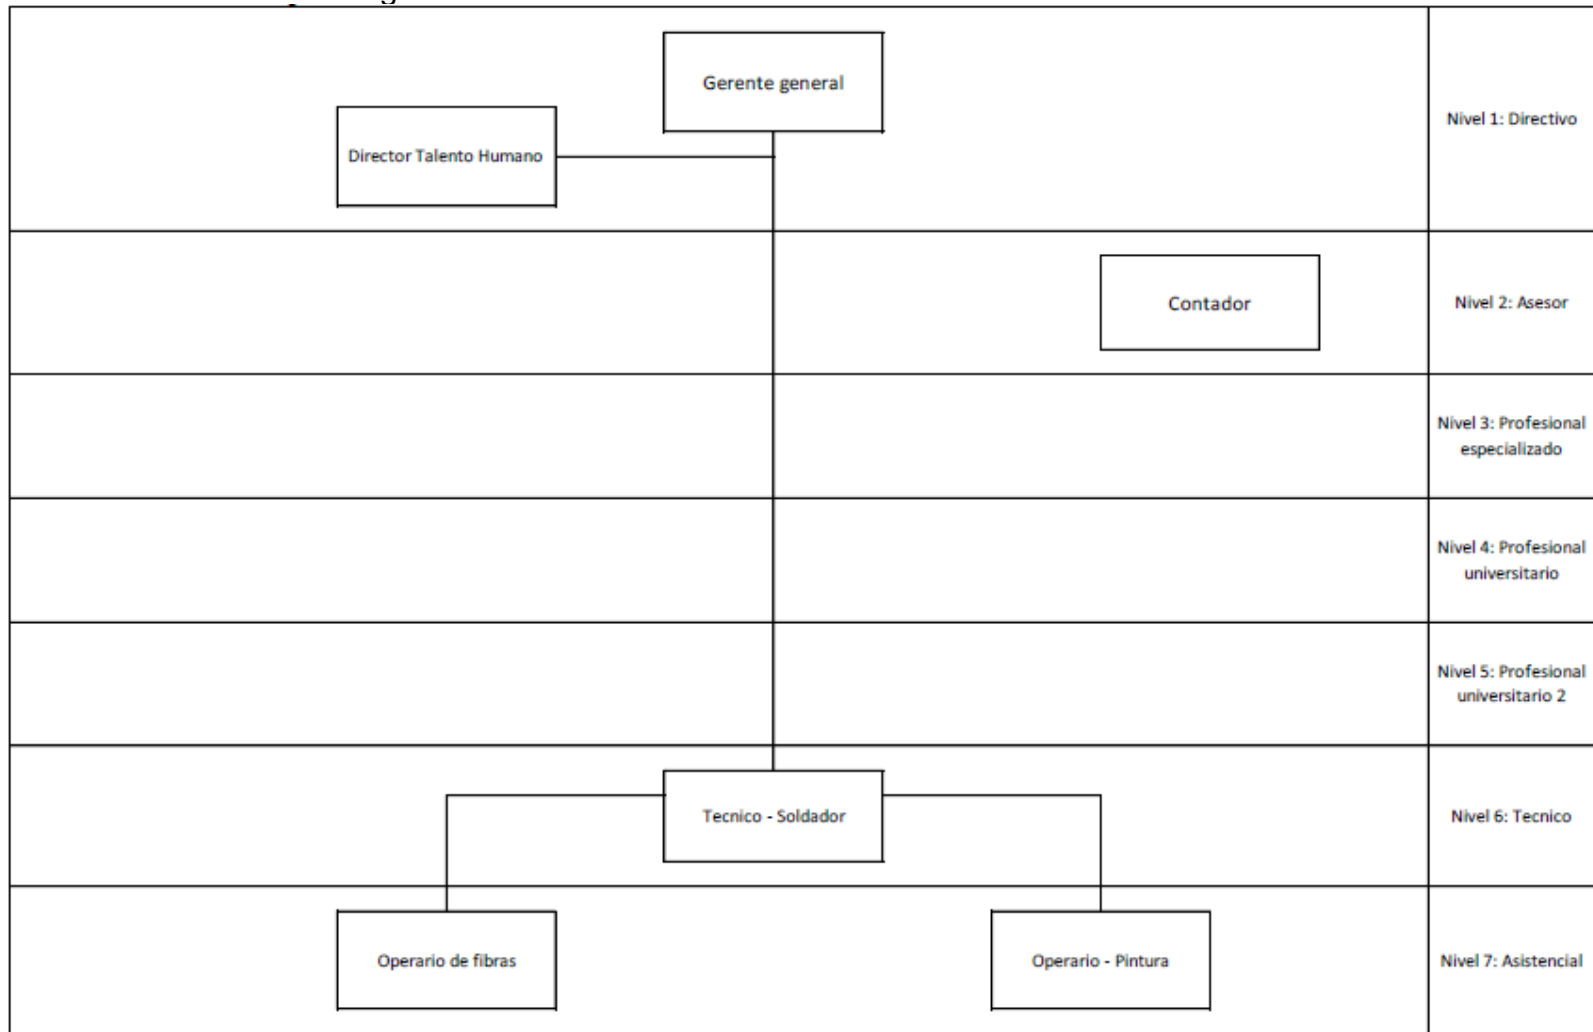 Gerente general
Nivel 1: Directivo
Director Talento Humano
Contador
Nivel 2: Asesor
Nivel 3: Profesional
especializado
Nivel 4: Profesional
universitario
Nivel 5: Profesional
universitario 2
Tecnico - Soldador
Nivel 6: Tecnico
Operario de fibras
Operario - Pintura
Nivel 7: Asistencial